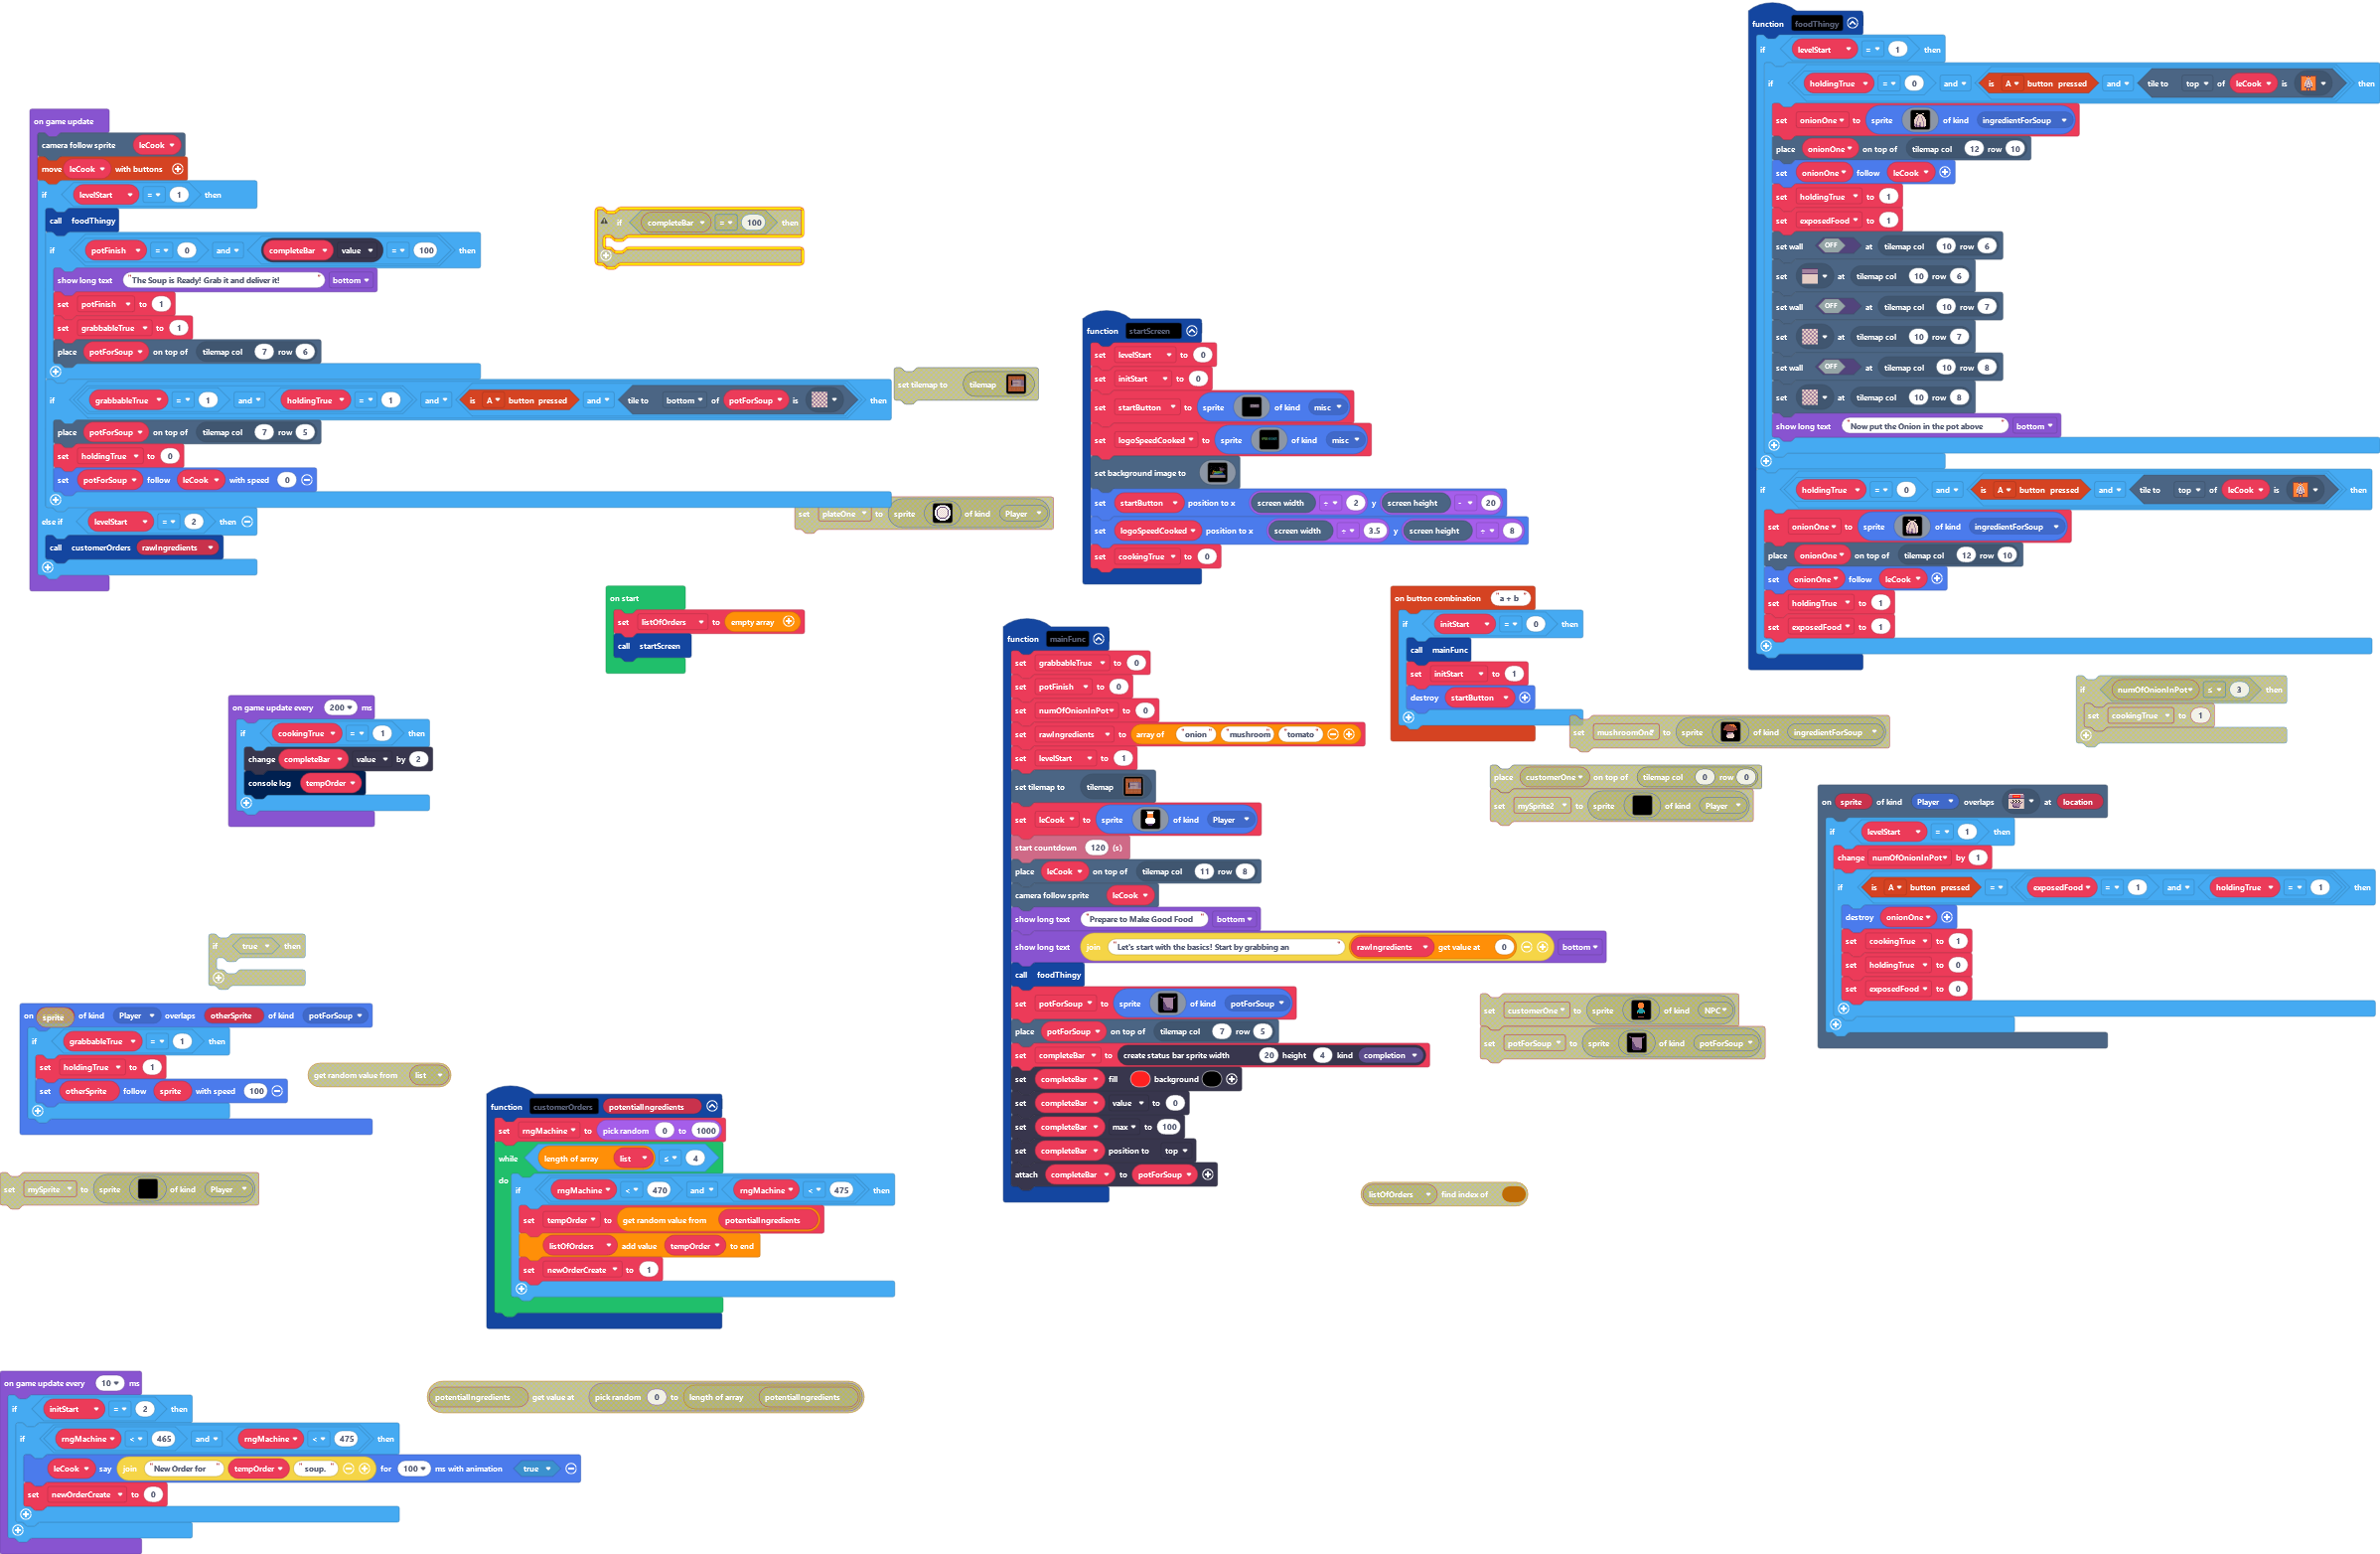 on game update
camera follow sprite leCook
move leCook with buttons
if levelStart = 1 then
call foodThingy
if potFinish = 0 and completeBar value = 100 then
show long text "The Soup is Ready! Grab it and deliver it!" bottom
set potFinish to 1
set grabbableTrue to 1
place potForSoup on top of tilemap col 7 row 6
if grabbableTrue = 1 and holdingTrue = 1 and is A button pressed and tile to bottom of potForSoup is then
place potForSoup on top of tilemap col 7 row 5
set holdingTrue to 0
set potForSoup follow leCook with speed 0
else if levelStart = 2 then
call customerOrders rawIngredients
if completeBar = 100 then
set tilemap to tilemap
set plateOne to sprite of kind Player
on start
set listOfOrders to empty array
call startScreen
on game update every 200 ms
if cookingTrue = 1 then
change completeBar value by 2
console log tempOrder
if true then
on sprite of kind Player overlaps otherSprite of kind potForSoup
if grabbableTrue = 1 then
set holdingTrue to 1
set otherSprite follow sprite with speed 100
get random value from list
set mySprite to sprite of kind Player
function customerOrders potentialIngredients
set rngMachine to pick random 0 to 1000
while length of array list ≤ 4
do
if rngMachine < 470 and rngMachine < 475 then
set tempOrder to get random value from potentialIngredients
listOfOrders add value tempOrder to end
set newOrderCreate to 1
on game update every 10 ms
if initStart = 2 then
if rngMachine < 465 and rngMachine < 475 then
leCook say join "New Order for " tempOrder " soup." for 100 ms with animation true
set newOrderCreate to 0
potentialIngredients get value at pick random 0 to length of array potentialIngredients
function startScreen
set levelStart to 0
set initStart to 0
set startButton to sprite of kind misc
set logoSpeedCooked to sprite of kind misc
set background image to
set startButton position to x screen width ÷ 2 y screen height - 20
set logoSpeedCooked position to x screen width ÷ 3.5 y screen height ÷ 8
set cookingTrue to 0
function mainFunc
set grabbableTrue to 0
set potFinish to 0
set numOfOnionInPot to 0
set rawIngredients to array of "onion" "mushroom" "tomato"
set levelStart to 1
set tilemap to tilemap
set leCook to sprite of kind Player
start countdown 120 (s)
place leCook on top of tilemap col 11 row 8
camera follow sprite leCook
show long text "Prepare to Make Good Food " bottom
show long text join "Let's start with the basics! Start by grabbing an " rawIngredients get value at 0 bottom
call foodThingy
set potForSoup to sprite of kind potForSoup
place potForSoup on top of tilemap col 7 row 5
set completeBar to create status bar sprite width 20 height 4 kind completion
set completeBar fill background
set completeBar value to 0
set completeBar max to 100
set completeBar position to top
attach completeBar to potForSoup
on button combination "a + b"
if initStart = 0 then
call mainFunc
set initStart to 1
destroy startButton
set mushroomOne to sprite of kind ingredientForSoup
place customerOne on top of tilemap col 0 row 0
set mySprite2 to sprite of kind Player
set customerOne to sprite of kind NPC
set potForSoup to sprite of kind potForSoup
listOfOrders find index of
function foodThingy
if levelStart = 1 then
if holdingTrue = 0 and is A button pressed and tile to top of leCook is then
set onionOne to sprite of kind ingredientForSoup
place onionOne on top of tilemap col 12 row 10
set onionOne follow leCook
set holdingTrue to 1
set exposedFood to 1
set wall OFF at tilemap col 10 row 6
set at tilemap col 10 row 6
set wall OFF at tilemap col 10 row 7
set at tilemap col 10 row 7
set wall OFF at tilemap col 10 row 8
set at tilemap col 10 row 8
show long text "Now put the Onion in the pot above " bottom
if holdingTrue = 0 and is A button pressed and tile to top of leCook is then
set onionOne to sprite of kind ingredientForSoup
place onionOne on top of tilemap col 12 row 10
set onionOne follow leCook
set holdingTrue to 1
set exposedFood to 1
if numOfOnionInPot ≤ 3 then
set cookingTrue to 1
on sprite of kind Player overlaps at location
if levelStart = 1 then
change numOfOnionInPot by 1
if is A button pressed = exposedFood = 1 and holdingTrue = 1 then
destroy onionOne
set cookingTrue to 1
set holdingTrue to 0
set exposedFood to 0